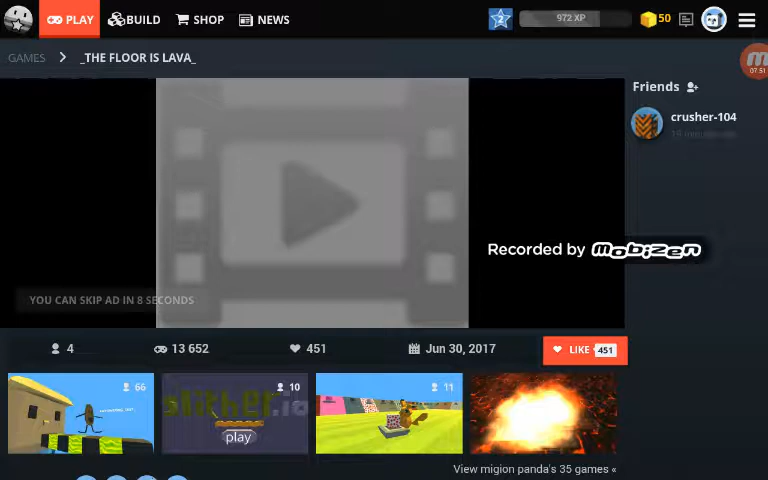 PLAY BUILD SHOP NEWS 2 972 XP 50
GAMES > _THE FLOOR IS LAVA_
07:51
Friends
crusher-104
Recorded by MOBIZEN
YOU CAN SKIP AD IN 8 SECONDS
4 13 652 451 Jun 30, 2017 LIKE 451
66 10 11
slither.io
play
View migion panda's 35 games «